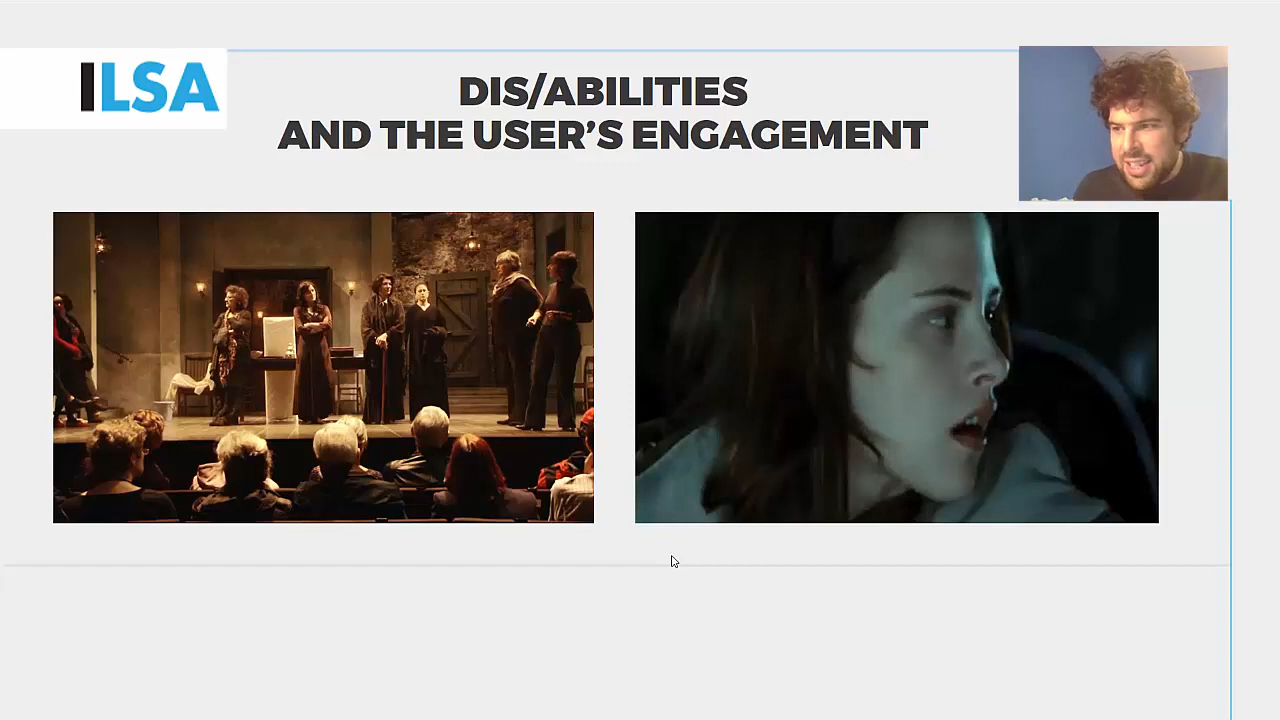 ILSA
DIS/ABILITIES
AND THE USER’S ENGAGEMENT